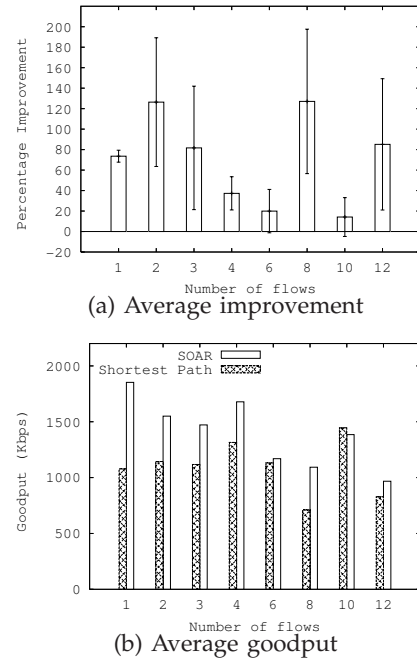 200
180
160
140
120
100
80
60
40
20
0
-20
Percentage Improvement
1 2 3 4 6 8 10 12
Number of flows
(a) Average improvement
SOAR
Shortest Path
2000
1500
1000
500
0
Goodput (Kbps)
1 2 3 4 6 8 10 12
Number of flows
(b) Average goodput